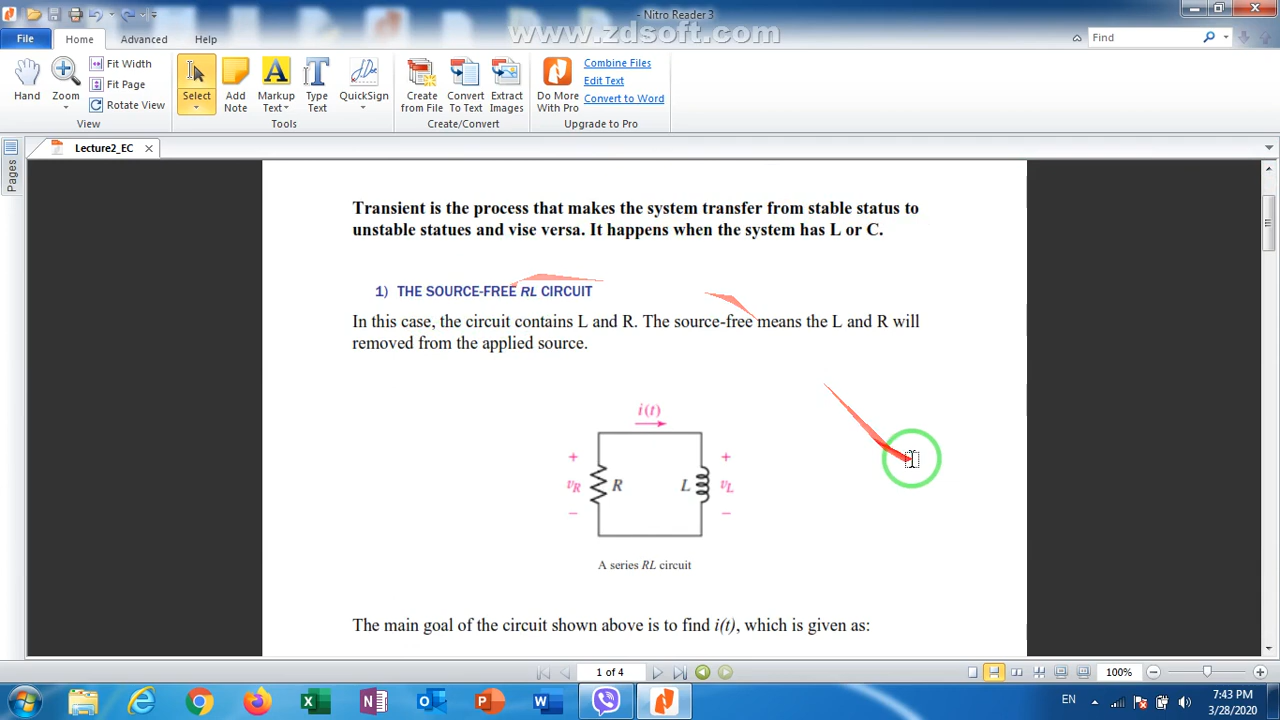 - Nitro Reader 3
www.zdsoft.com
File Home Advanced Help Find
Hand Zoom Fit Width Fit Page Rotate View
Select Add Note Markup Text Type Text QuickSign
Create from File Convert To Text Extract Images
Do More With Pro Combine Files Edit Text Convert to Word
View Tools Create/Convert Upgrade to Pro
Lecture2_EC
Pages
Transient is the process that makes the system transfer from stable status to
unstable statues and vise versa. It happens when the system has L or C.
1) THE SOURCE-FREE RL CIRCUIT
In this case, the circuit contains L and R. The source-free means the L and R will
removed from the applied source.
i(t)
+ +
vR R L vL
− −
A series RL circuit
The main goal of the circuit shown above is to find i(t), which is given as:
1 of 4 100%
EN 7:43 PM
3/28/2020